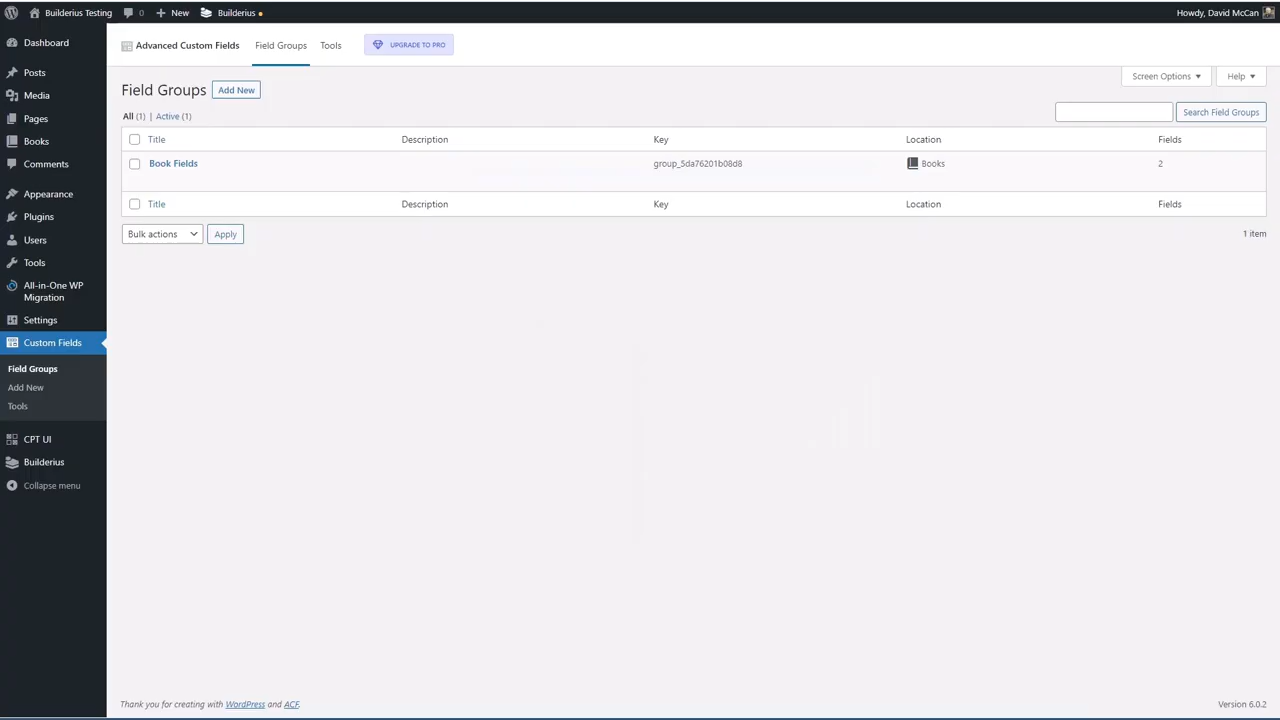 Builderius Testing 0 New Builderius Howdy, David McCan
Dashboard
Posts
Media
Pages
Books
Comments
Appearance
Plugins
Users
Tools
All-in-One WP
Migration
Settings
Custom Fields
Field Groups
Add New
Tools
CPT UI
Builderius
Collapse menu
Advanced Custom Fields Field Groups Tools UPGRADE TO PRO
Screen Options Help
Field Groups Add New
All (1) | Active (1)
Search Field Groups
Title Description Key Location Fields
Book Fields group_5da76201b08d8 Books 2
Title Description Key Location Fields
Bulk actions Apply 1 item
Thank you for creating with WordPress and ACF. Version 6.0.2